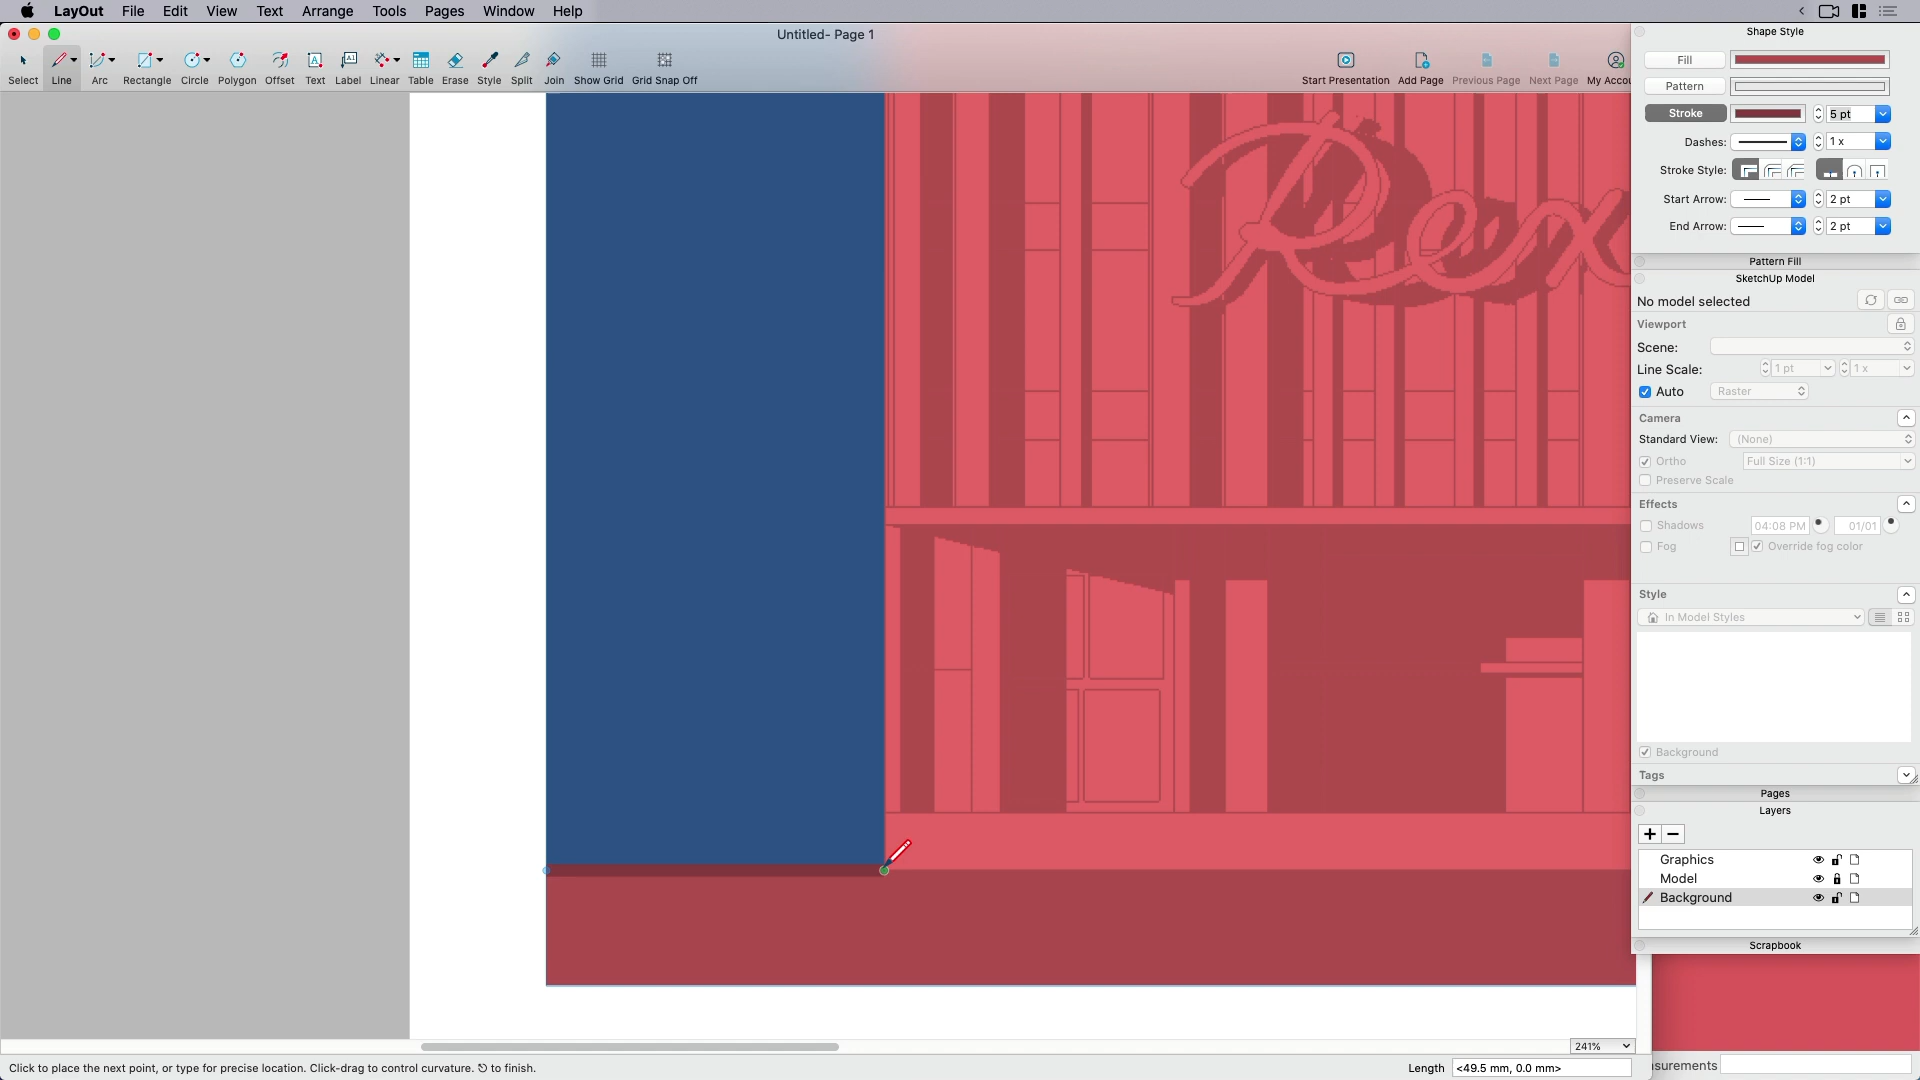 LayOut File Edit View Text Arrange Tools Pages Window Help
Untitled- Page 1
Select Line Arc Rectangle Circle Polygon Offset Text Label Linear Table Erase Style Split Join Show Grid Grid Snap Off
Start Presentation Add Page Previous Page Next Page My Accou
Shape Style
Fill
Pattern
Stroke 5 pt
Dashes: 1 x
Stroke Style:
Start Arrow: 2 pt
End Arrow: 2 pt
Pattern Fill
SketchUp Model
No model selected
Viewport
Scene:
Line Scale: 1 pt 1 x
Auto Raster
Camera
Standard View: (None)
Ortho Full Size (1:1)
Preserve Scale
Effects
Shadows 04:08 PM 01/01
Fog Override fog color
Style
In Model Styles
Background
Tags
Pages
Layers
Graphics
Model
Background
Scrapbook
Rex
241%
Click to place the next point, or type for precise location. Click-drag to control curvature. to finish.
Length <49.5 mm, 0.0 mm>
surements